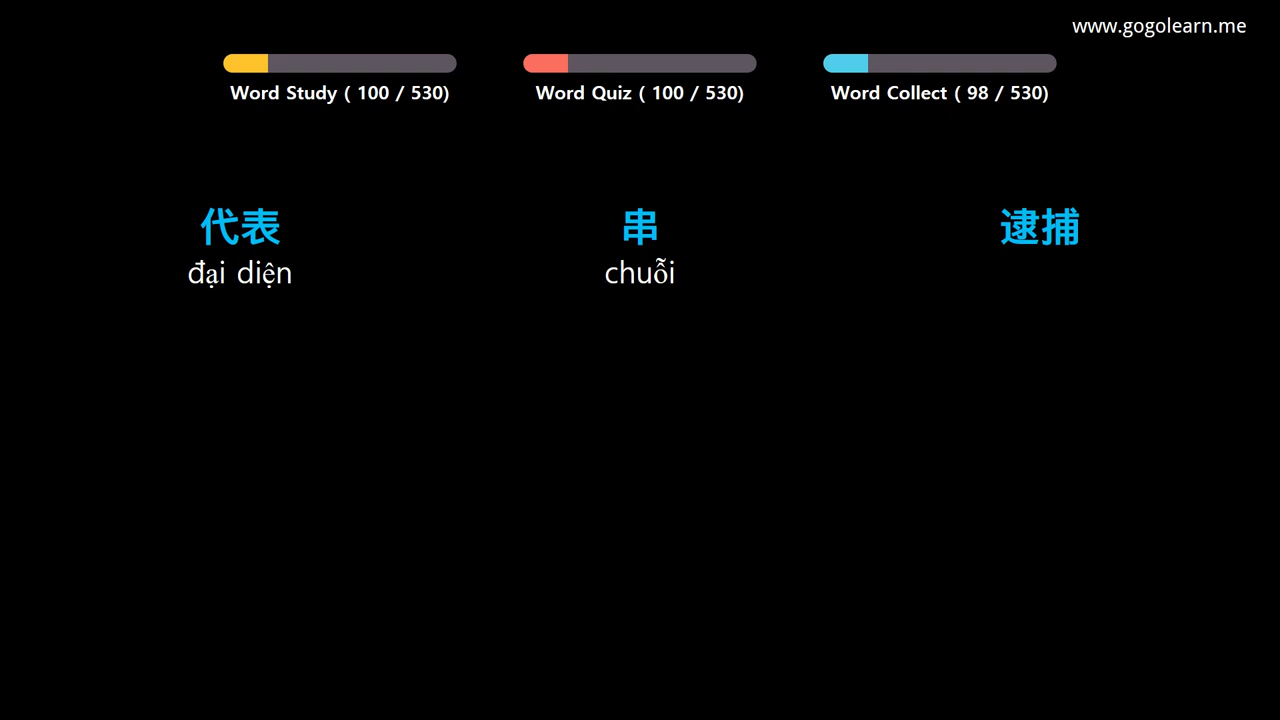 www.gogolearn.me
Word Study ( 100 / 530)
Word Quiz ( 100 / 530)
Word Collect ( 98 / 530)
代表
đại diện
串
chuỗi
逮捕